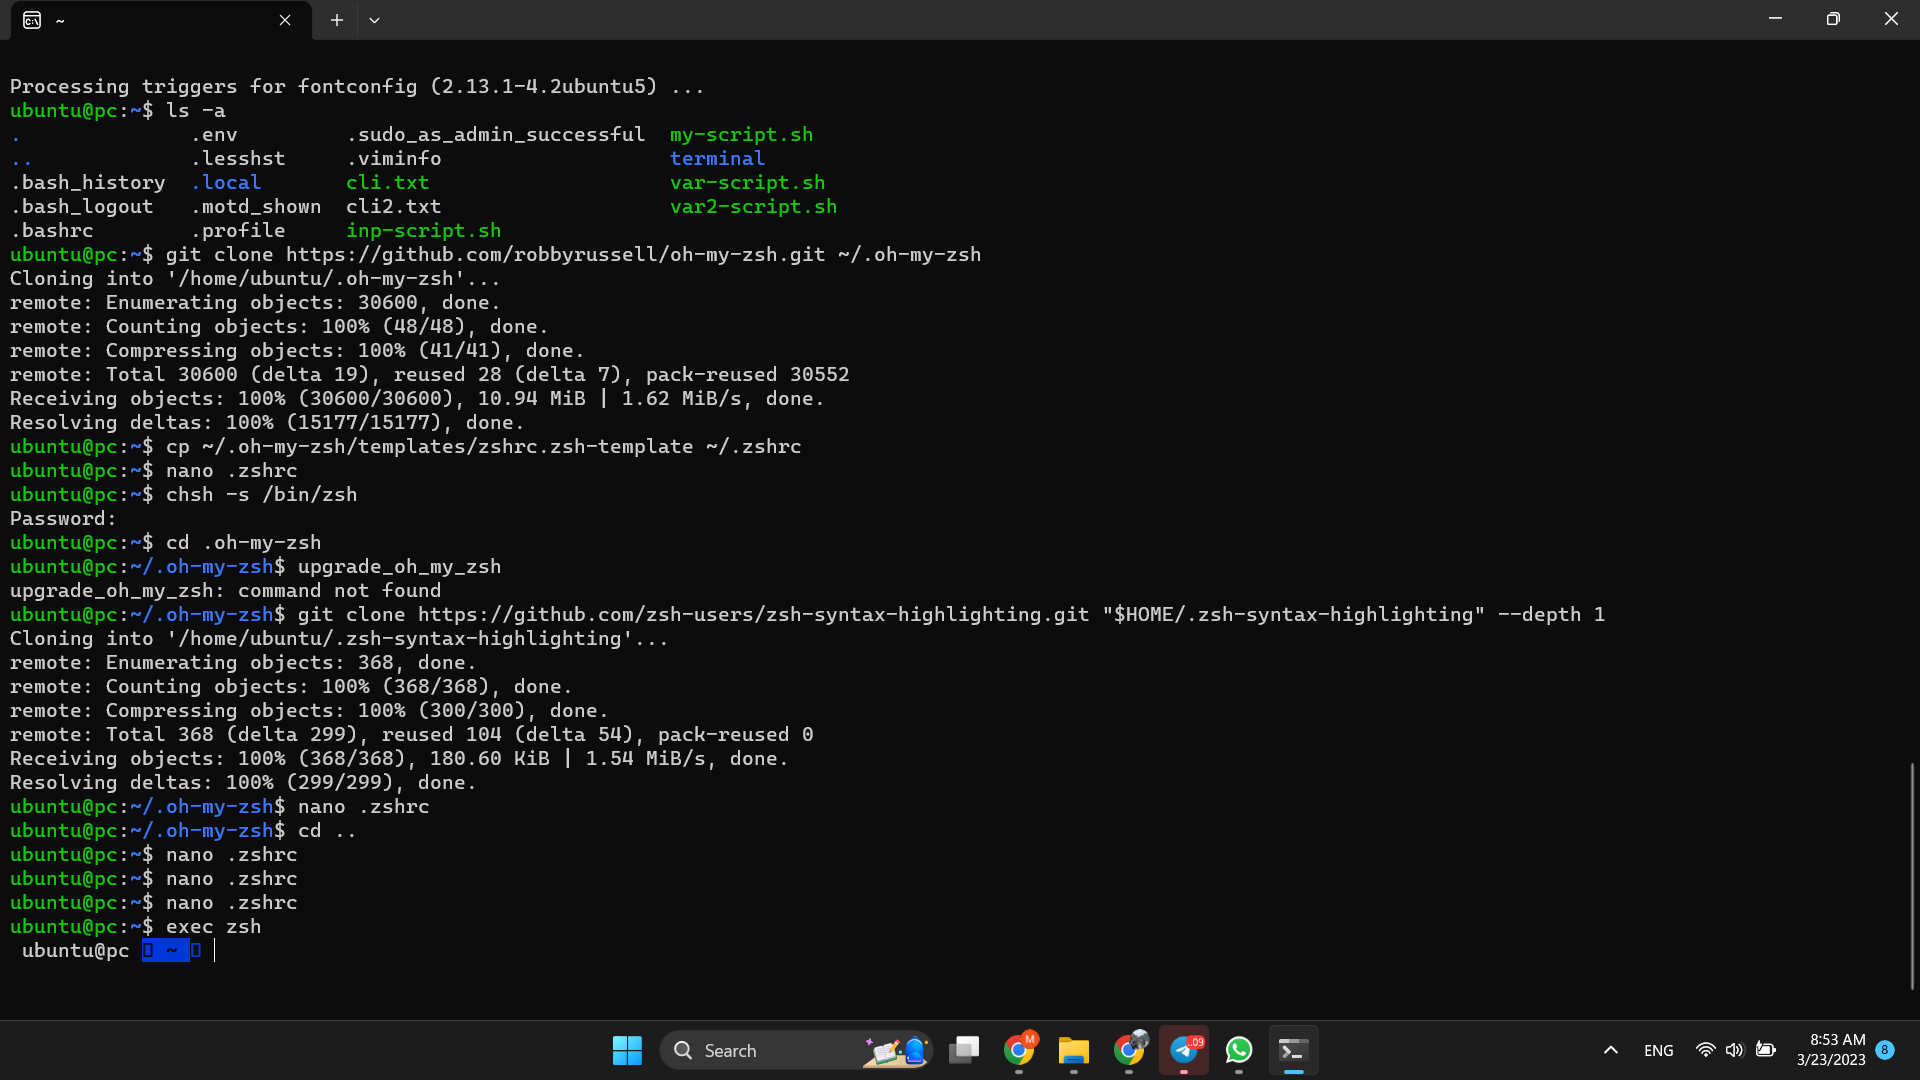 ~
Processing triggers for fontconfig (2.13.1-4.2ubuntu5) ...
ubuntu@pc:~$ ls -a
. .env .sudo_as_admin_successful my-script.sh
.. .lesshst .viminfo terminal
.bash_history .local cli.txt var-script.sh
.bash_logout .motd_shown cli2.txt var2-script.sh
.bashrc .profile inp-script.sh
ubuntu@pc:~$ git clone https://github.com/robbyrussell/oh-my-zsh.git ~/.oh-my-zsh
Cloning into '/home/ubuntu/.oh-my-zsh'...
remote: Enumerating objects: 30600, done.
remote: Counting objects: 100% (48/48), done.
remote: Compressing objects: 100% (41/41), done.
remote: Total 30600 (delta 19), reused 28 (delta 7), pack-reused 30552
Receiving objects: 100% (30600/30600), 10.94 MiB | 1.62 MiB/s, done.
Resolving deltas: 100% (15177/15177), done.
ubuntu@pc:~$ cp ~/.oh-my-zsh/templates/zshrc.zsh-template ~/.zshrc
ubuntu@pc:~$ nano .zshrc
ubuntu@pc:~$ chsh -s /bin/zsh
Password:
ubuntu@pc:~$ cd .oh-my-zsh
ubuntu@pc:~/.oh-my-zsh$ upgrade_oh_my_zsh
upgrade_oh_my_zsh: command not found
ubuntu@pc:~/.oh-my-zsh$ git clone https://github.com/zsh-users/zsh-syntax-highlighting.git "$HOME/.zsh-syntax-highlighting" --depth 1
Cloning into '/home/ubuntu/.zsh-syntax-highlighting'...
remote: Enumerating objects: 368, done.
remote: Counting objects: 100% (368/368), done.
remote: Compressing objects: 100% (300/300), done.
remote: Total 368 (delta 299), reused 104 (delta 54), pack-reused 0
Receiving objects: 100% (368/368), 180.60 KiB | 1.54 MiB/s, done.
Resolving deltas: 100% (299/299), done.
ubuntu@pc:~/.oh-my-zsh$ nano .zshrc
ubuntu@pc:~/.oh-my-zsh$ cd ..
ubuntu@pc:~$ nano .zshrc
ubuntu@pc:~$ nano .zshrc
ubuntu@pc:~$ nano .zshrc
ubuntu@pc:~$ exec zsh
ubuntu@pc ~
Search
M
.09
ENG
8:53 AM
3/23/2023
8